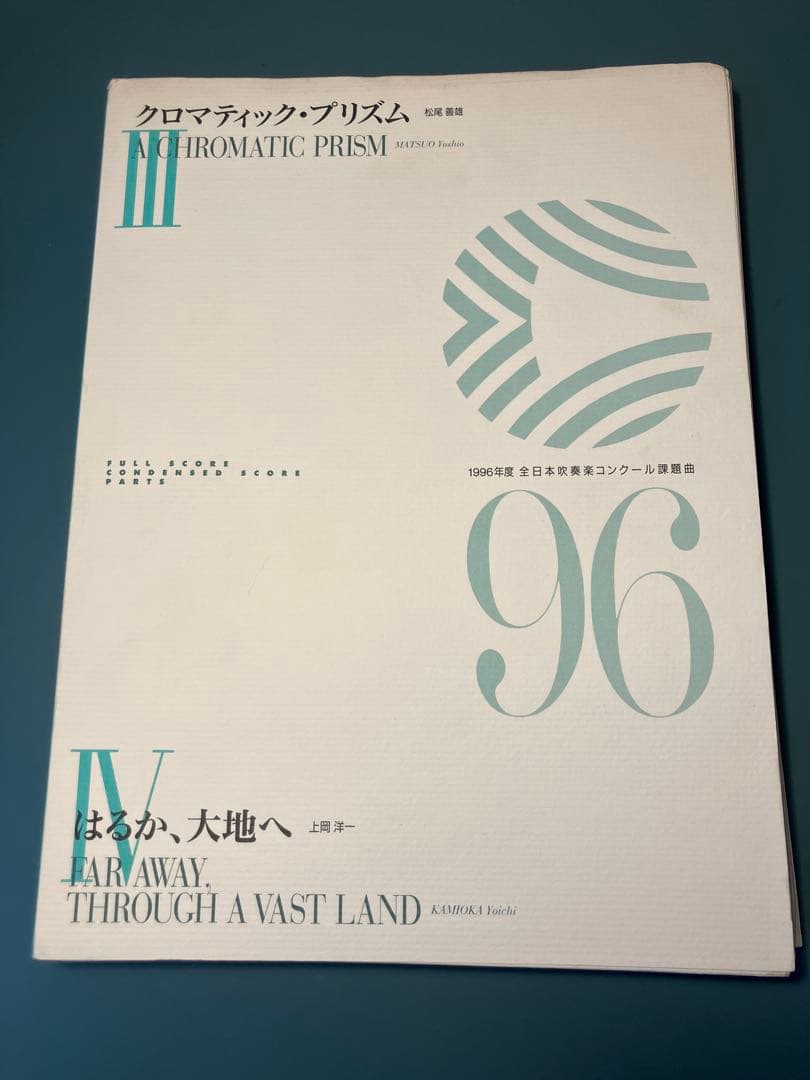 クロマティック・プリズム 松尾 善雄
III
A CHROMATIC PRISM MATSUO Yoshio
FULL SCORE
CONDENSED SCORE
PARTS
1996年度 全日本吹奏楽コンクール課題曲
96
IV
はるか、大地へ 上岡 洋一
FAR AWAY,
THROUGH A VAST LAND KAMIOKA Yoichi